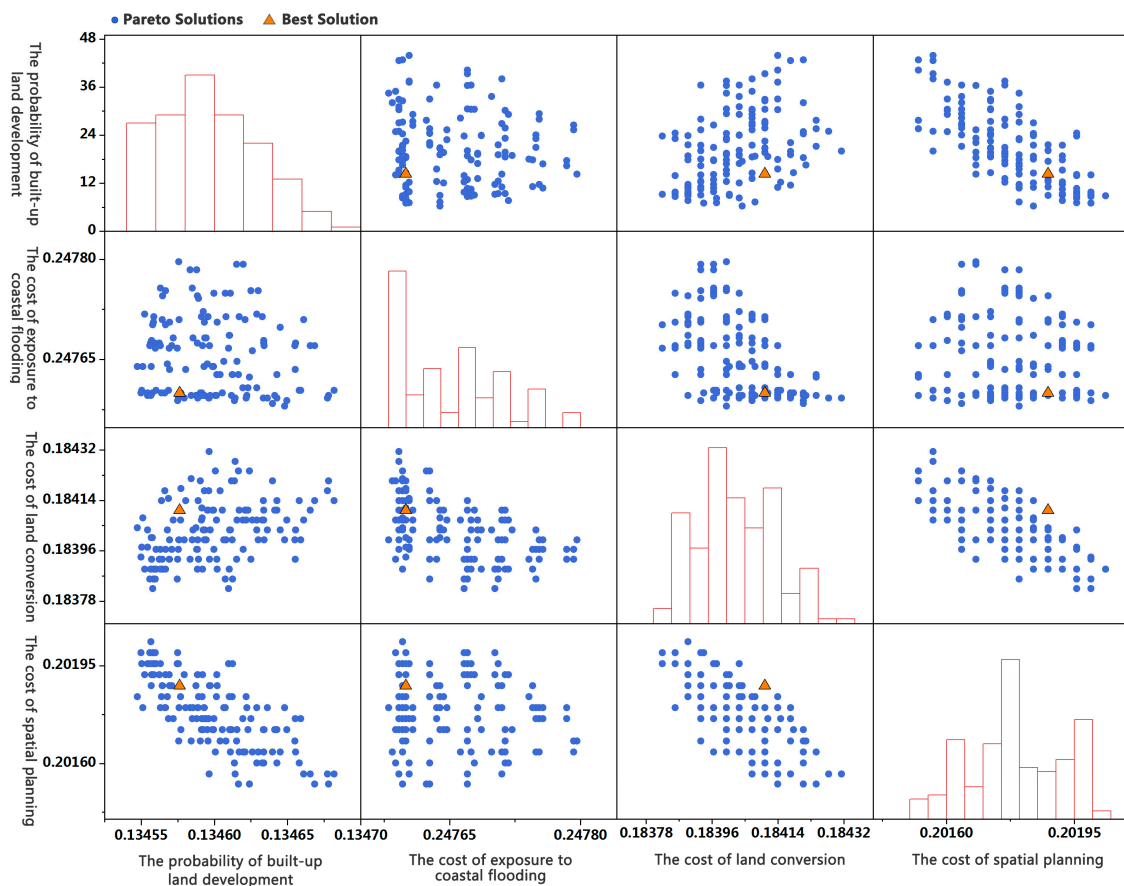 Pareto Solutions Best Solution
The probability of built-up
land development
48
36
24
12
0
The cost of exposure to
coastal flooding
0.24780
0.24765
The cost of land conversion
0.18432
0.18414
0.18396
0.18378
The cost of spatial planning
0.20195
0.20160
0.13455 0.13460 0.13465 0.13470 0.24765 0.24780 0.18378 0.18396 0.18414 0.18432 0.20160 0.20195
The probability of built-up
land development
The cost of exposure to
coastal flooding
The cost of land conversion
The cost of spatial planning